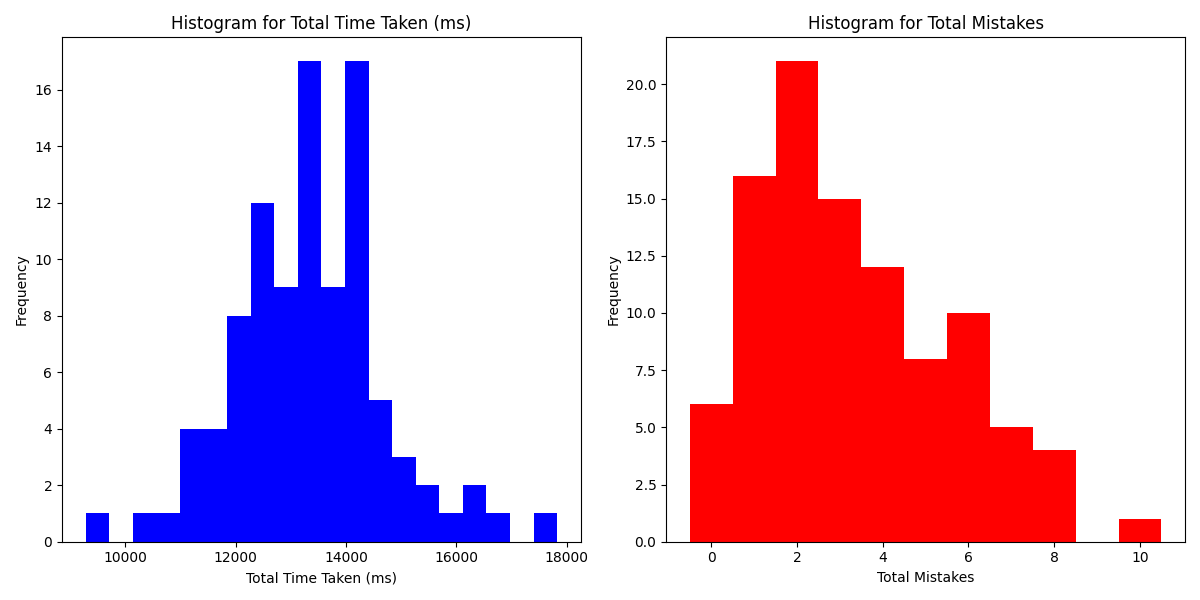 Histogram for Total Time Taken (ms)
Frequency
16
14
12
10
8
6
4
2
0
10000 12000 14000 16000 18000
Total Time Taken (ms)
Histogram for Total Mistakes
Frequency
20.0
17.5
15.0
12.5
10.0
7.5
5.0
2.5
0.0
0 2 4 6 8 10
Total Mistakes